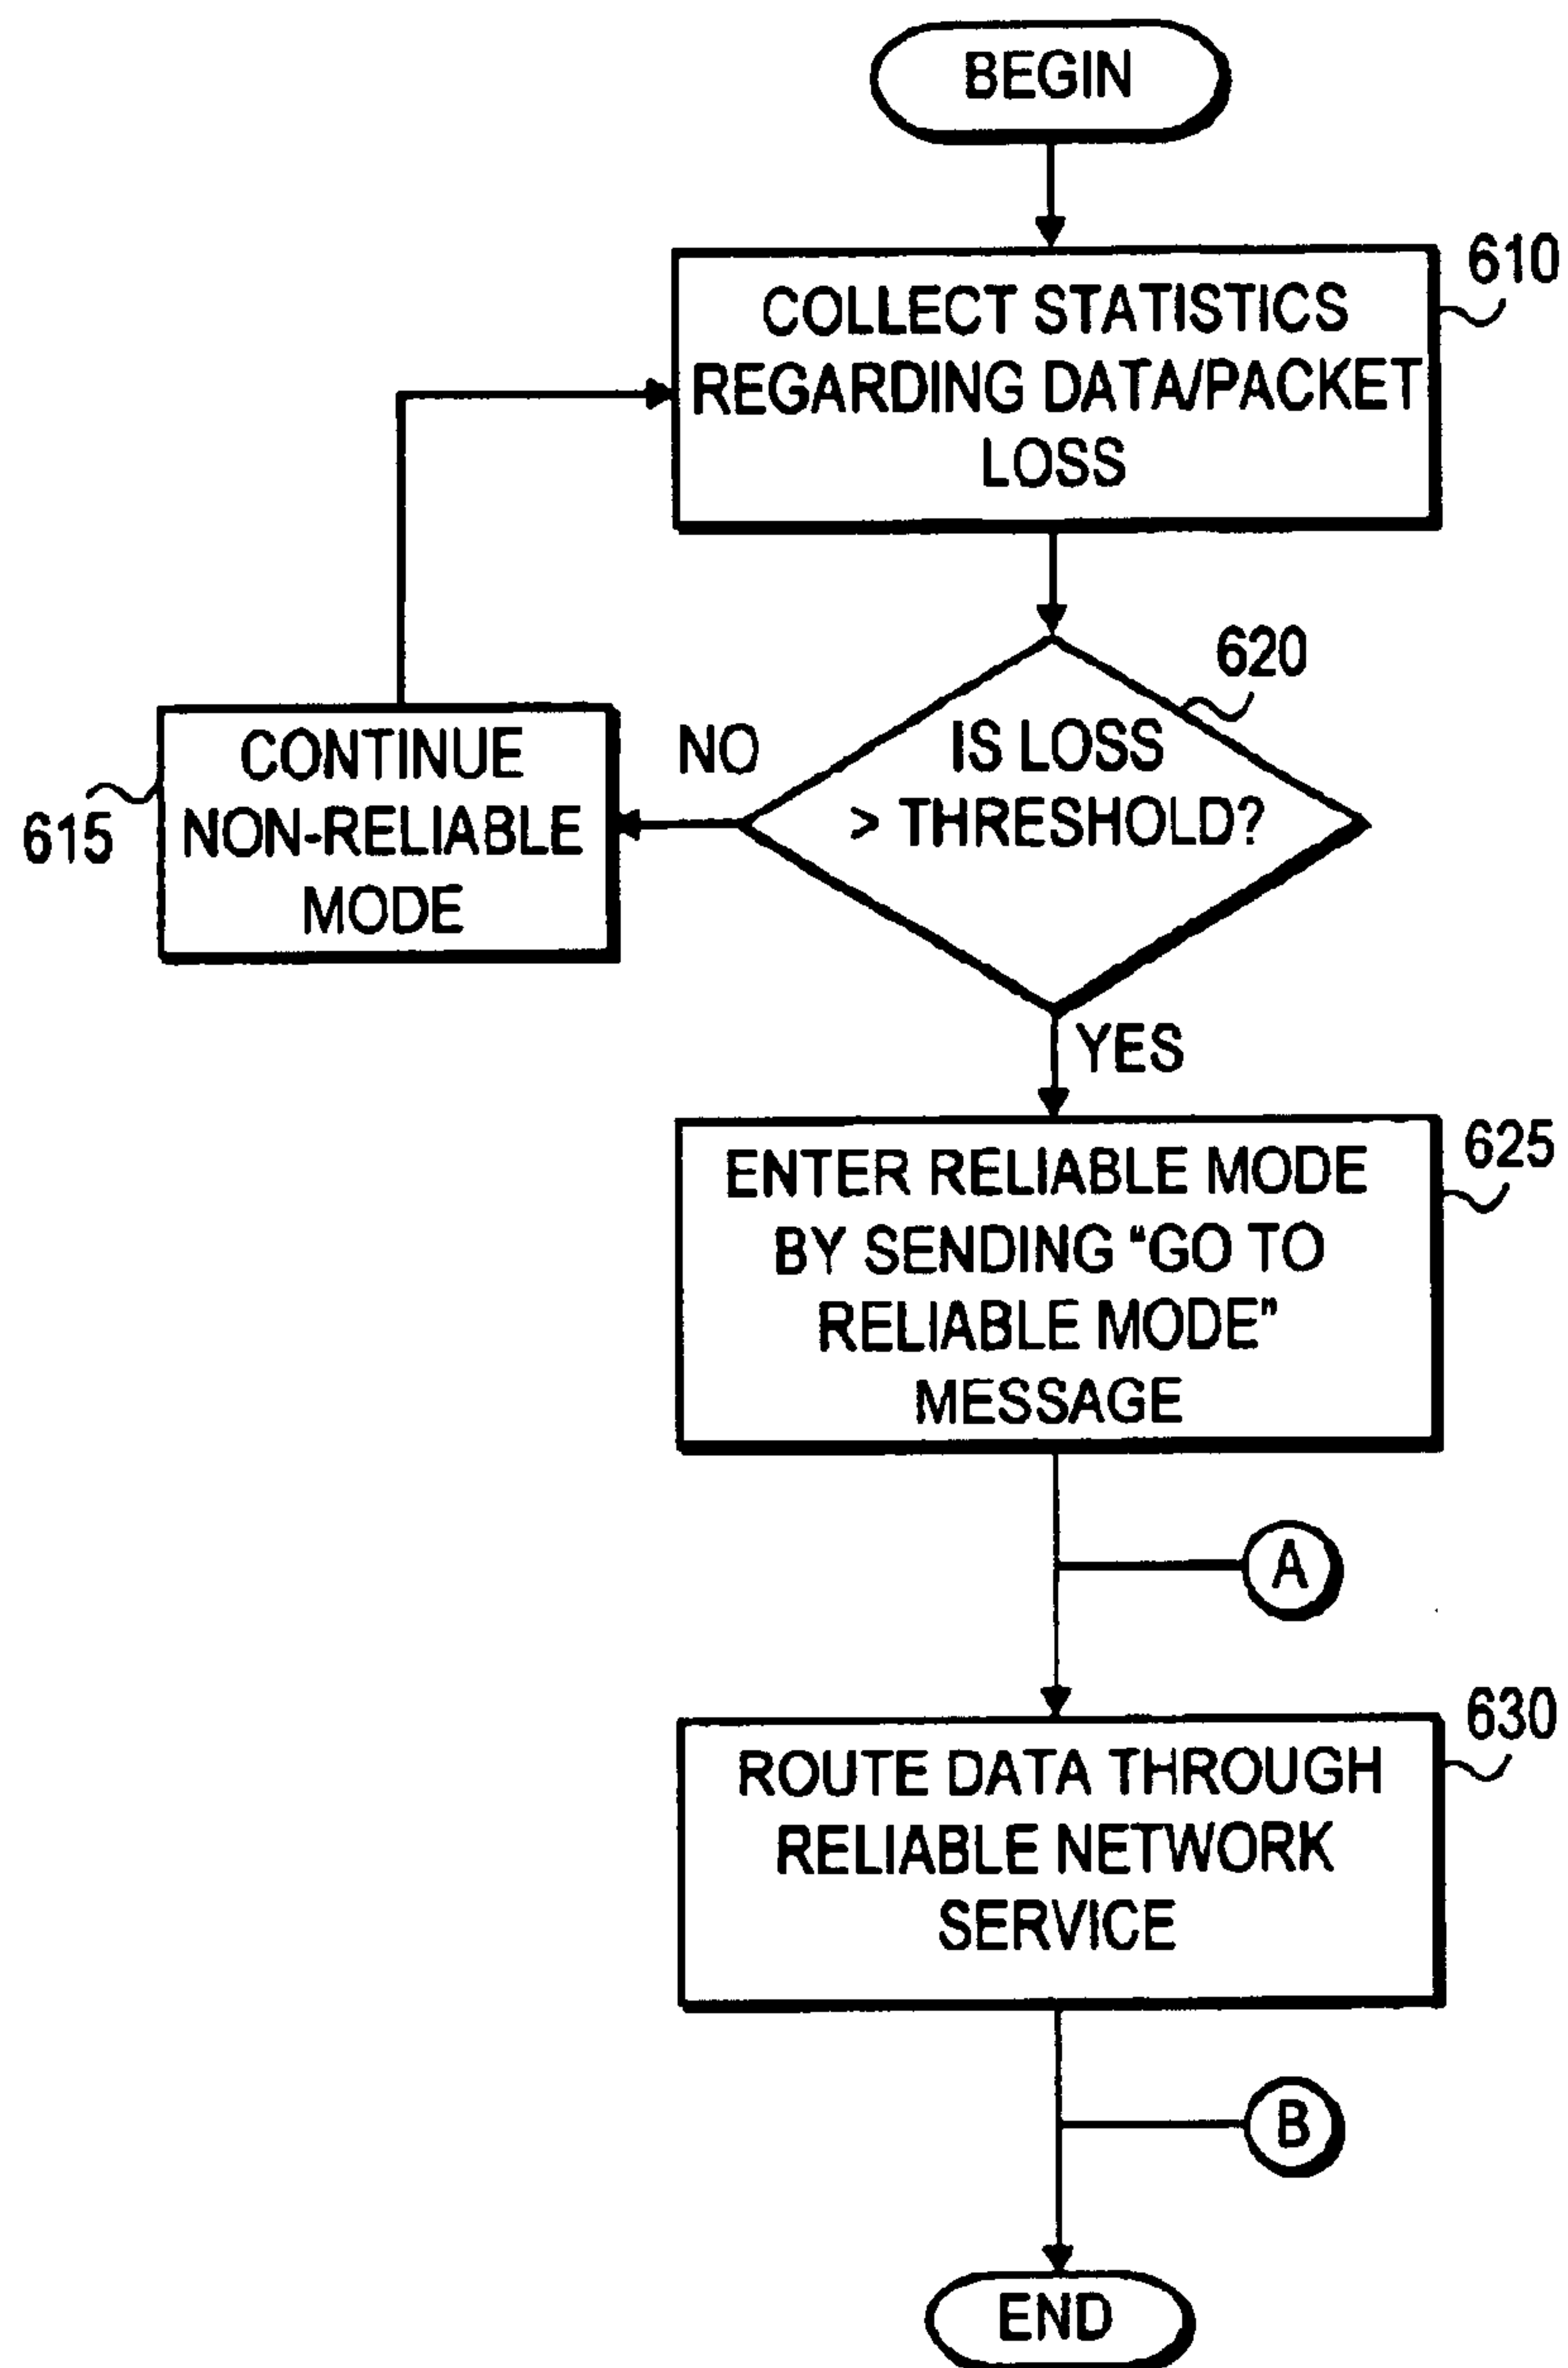 BEGIN
610
COLLECT STATISTICS
REGARDING DATA/PACKET
LOSS
620
IS LOSS
> THRESHOLD?
NO
CONTINUE
NON-RELIABLE
MODE
615
YES
625
ENTER RELIABLE MODE
BY SENDING "GO TO
RELIABLE MODE"
MESSAGE
A
630
ROUTE DATA THROUGH
RELIABLE NETWORK
SERVICE
B
END